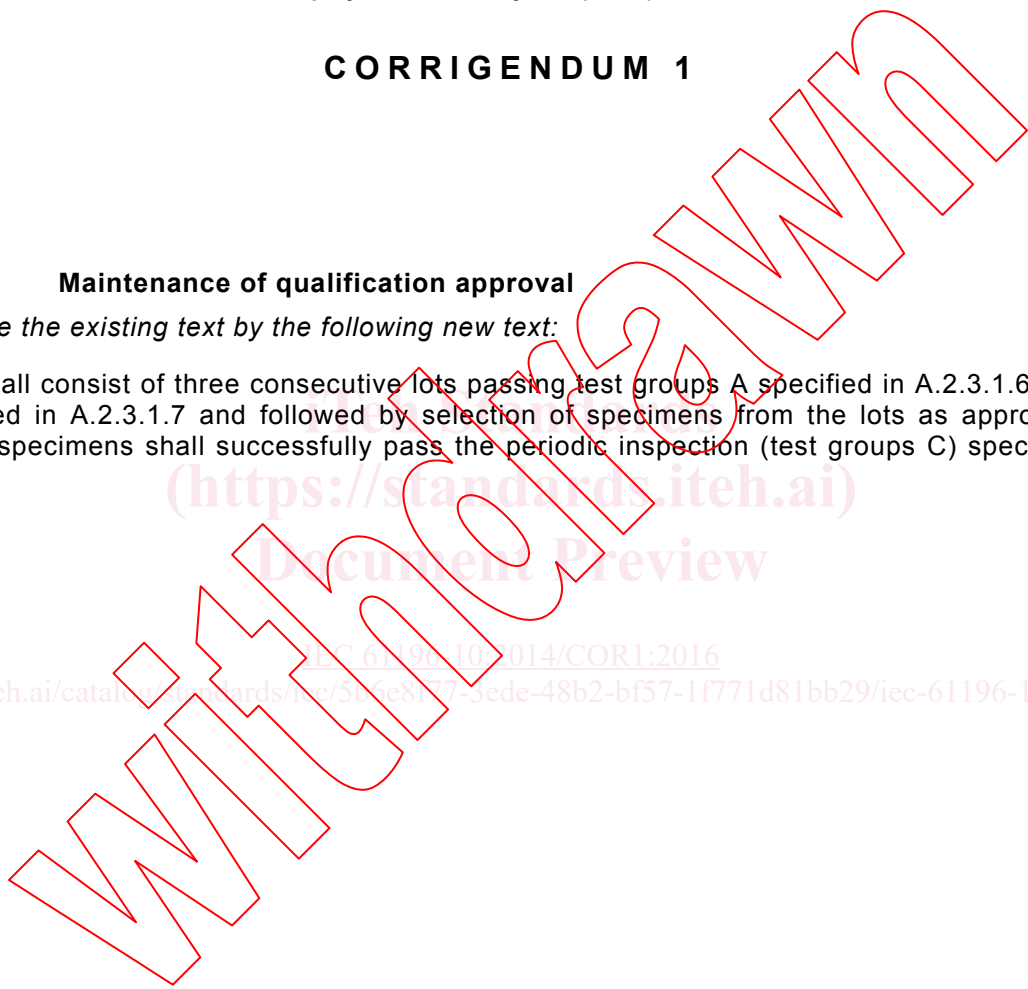 CORRIGENDUM 1
Maintenance of qualification approval
e the existing text by the following new text:
all consist of three consecutive lots passing test groups A specified in A.2.3.1.6
ed in A.2.3.1.7 and followed by selection of specimens from the lots as appro
specimens shall successfully pass the periodic inspection (test groups C) spec
iTeh Standards
(https://standards.iteh.ai)
Document Preview
IEC 61196-10:2014/COR1:2016
eh.ai/catalog/standards/iec/5b6e8f77-3ede-48b2-bf57-1f771d81bb29/iec-61196-1
withdrawn